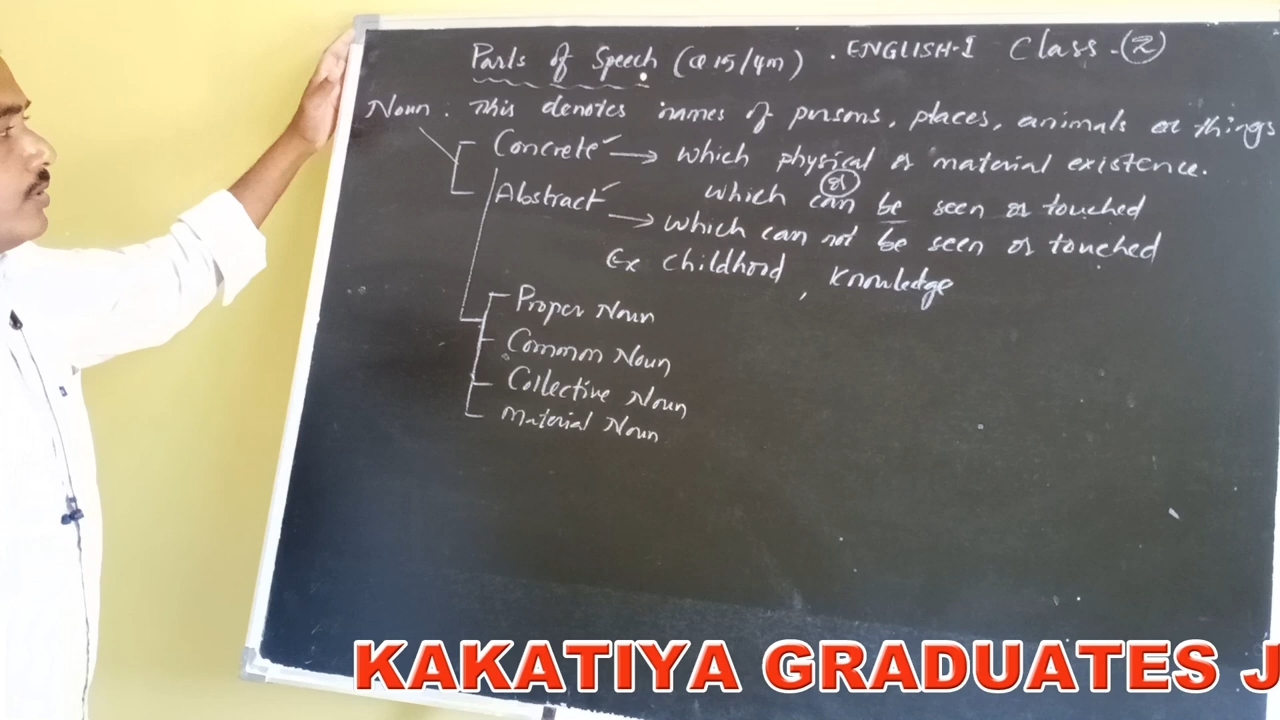 Parts of Speech (Q 15/4m) . ENGLISH-I Class - (2)
Noun : This denotes names of persons, places, animals or things
Concrete → which physical or material existence.
(or)
which can be seen or touched
Abstract → which can not be seen or touched
Ex childhood , Knowledge
Proper Noun
Common Noun
Collective Noun
Material Noun
KAKATIYA GRADUATES J